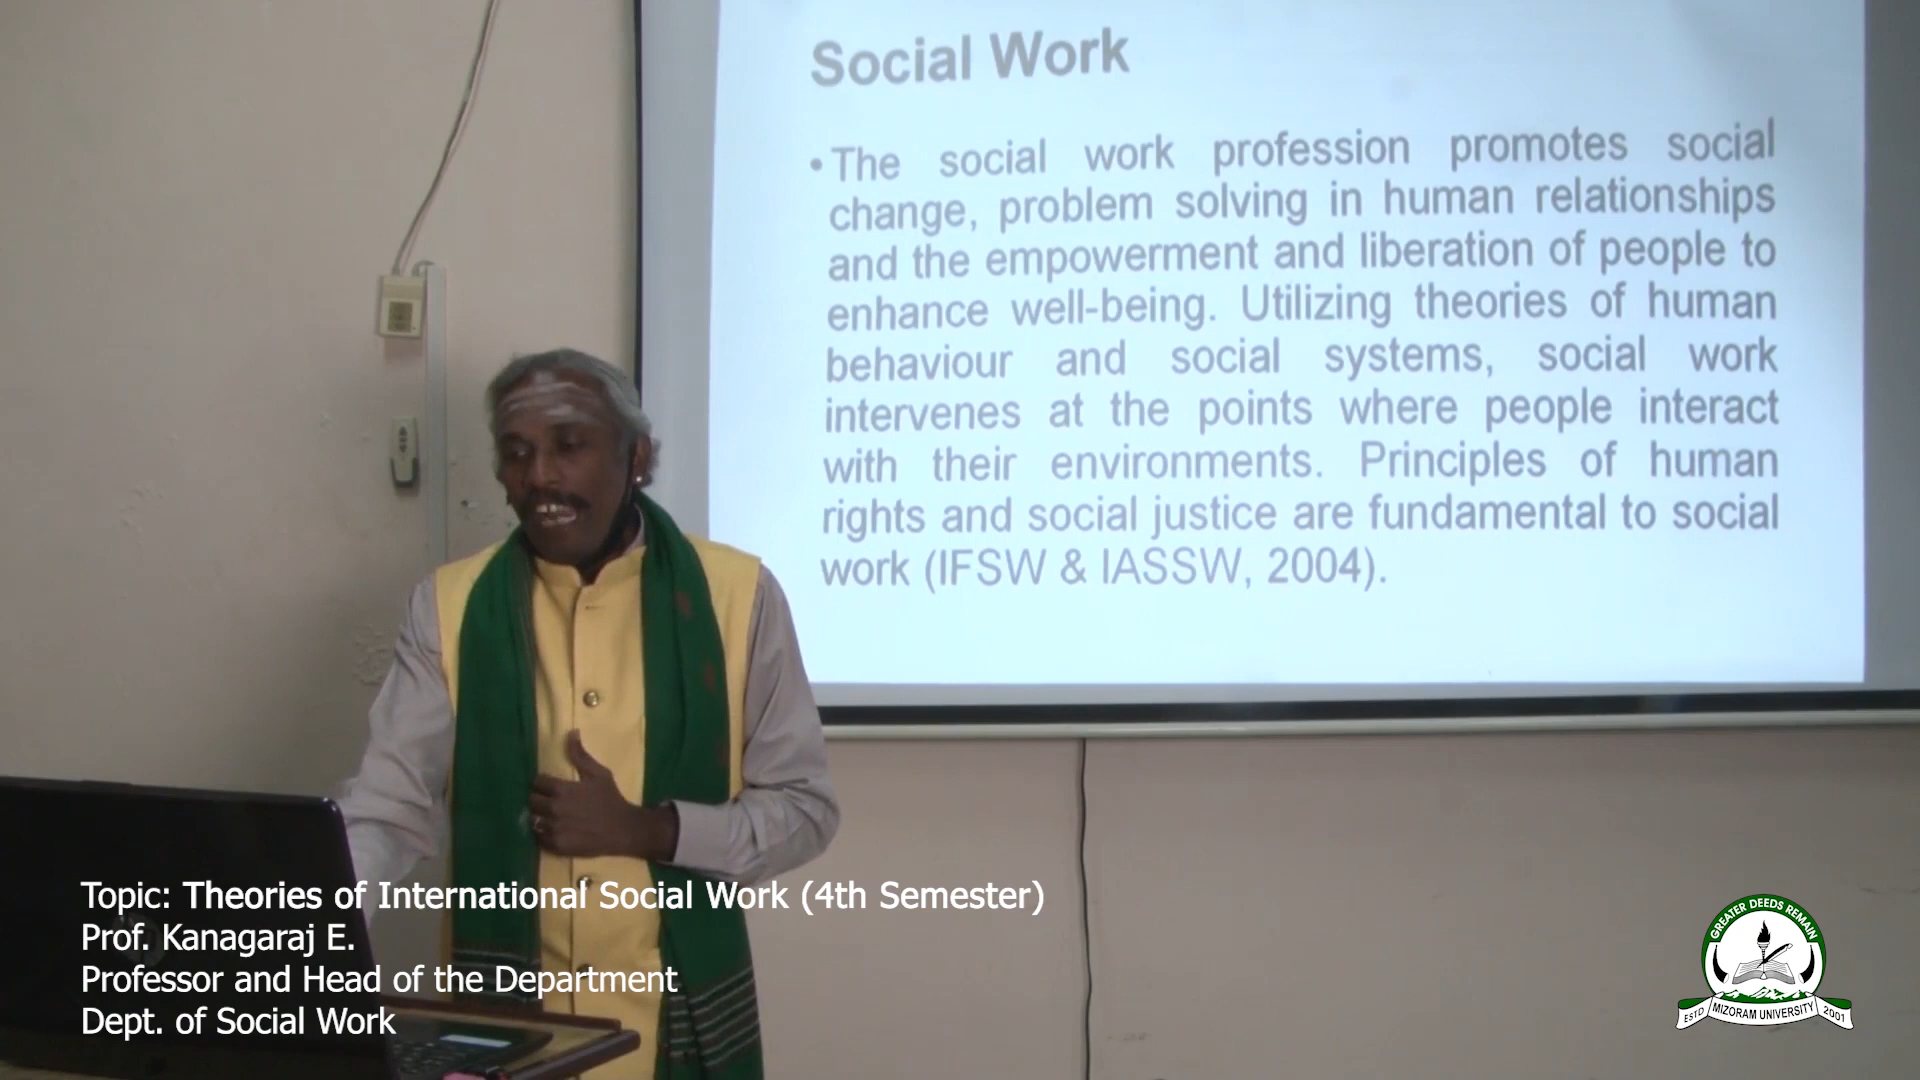 Social Work
• The social work profession promotes social
change, problem solving in human relationships
and the empowerment and liberation of people to
enhance well-being. Utilizing theories of human
behaviour and social systems, social work
intervenes at the points where people interact
with their environments. Principles of human
rights and social justice are fundamental to social
work (IFSW & IASSW, 2004).
Topic: Theories of International Social Work (4th Semester)
Prof. Kanagaraj E.
Professor and Head of the Department
Dept. of Social Work
GREATER DEEDS REMAIN
ESTD MIZORAM UNIVERSITY 2001